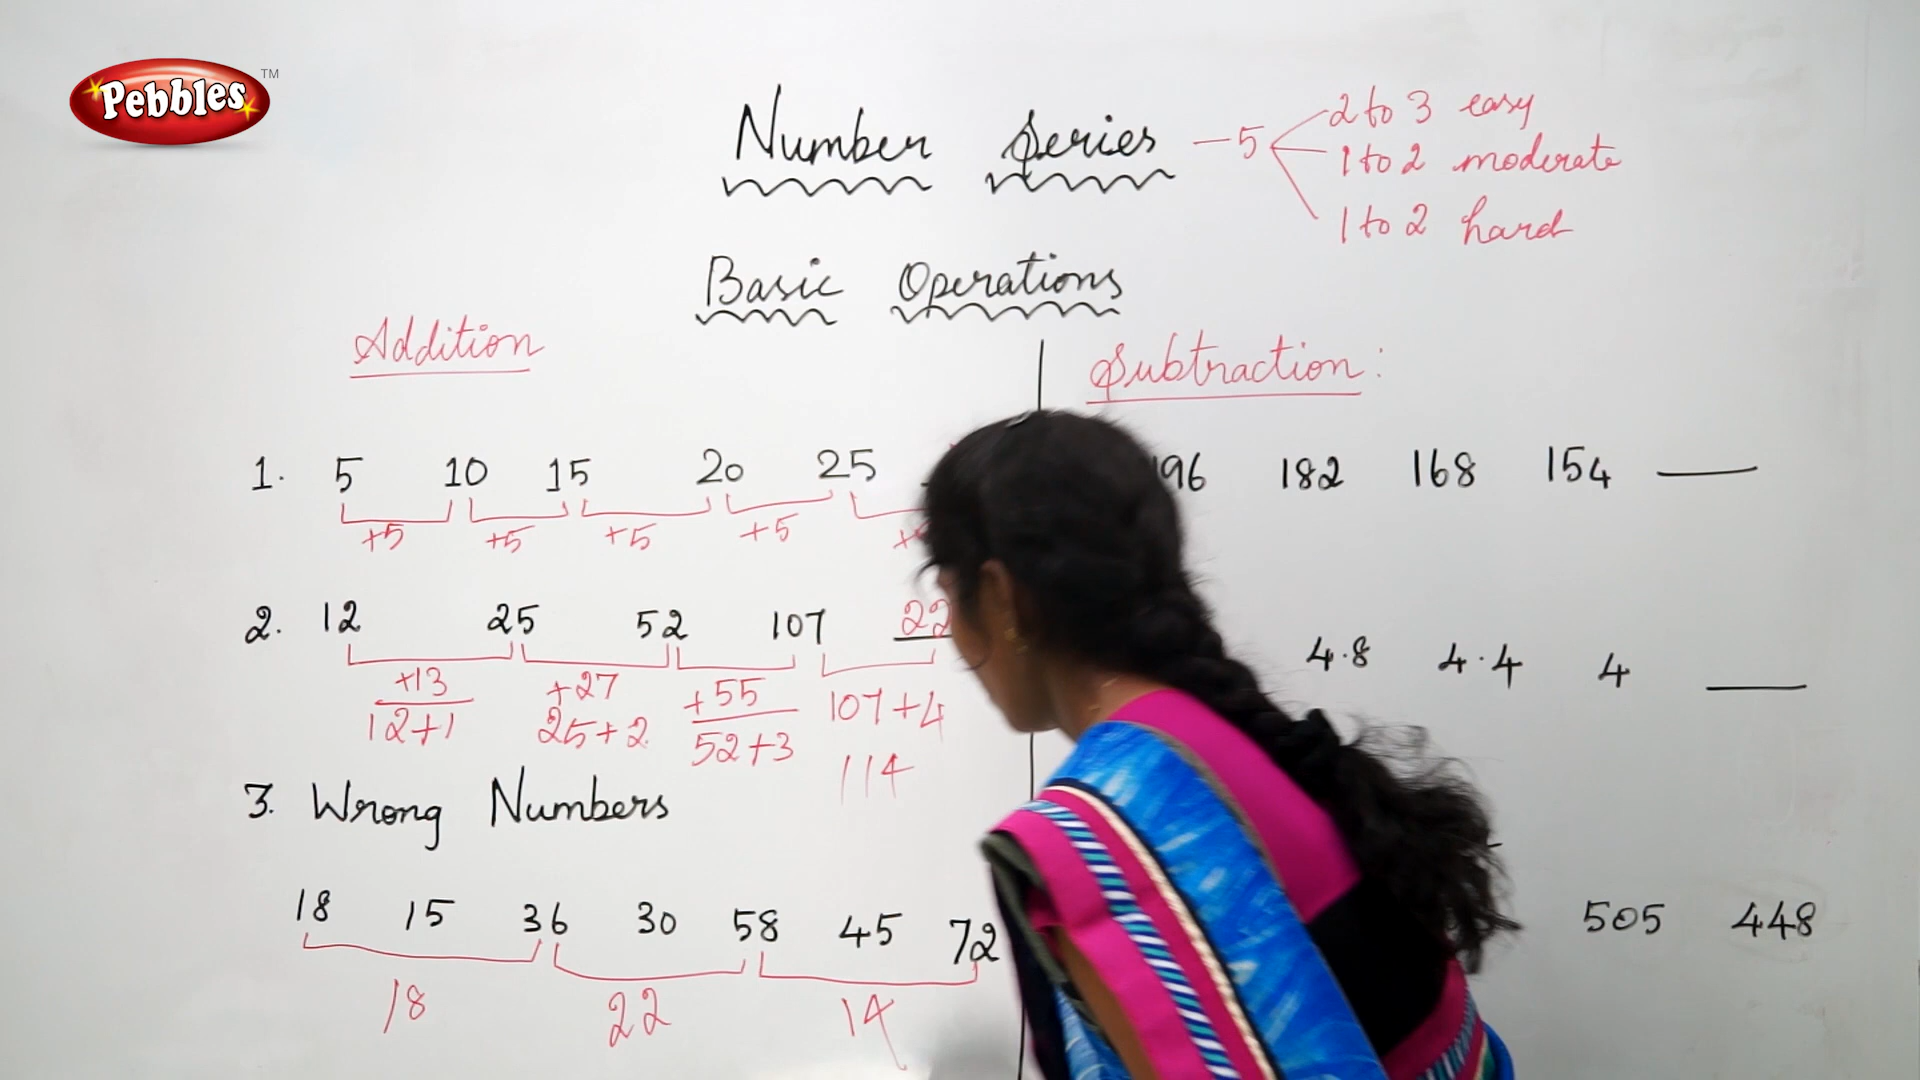 Pebbles TM
Number Series — 5
2 to 3 easy
1 to 2 moderate
1 to 2 hard
Basic Operations
Addition
1. 5 10 15 20 25
+5 +5 +5 +5
2. 12 25 52 107 22
+13 +27 +55 107+4
12+1 25+2 52+3 114
3. Wrong Numbers
18 15 36 30 58 45 72
18 22 14
Subtraction:
196 182 168 154
4.8 4.4 4
505 448